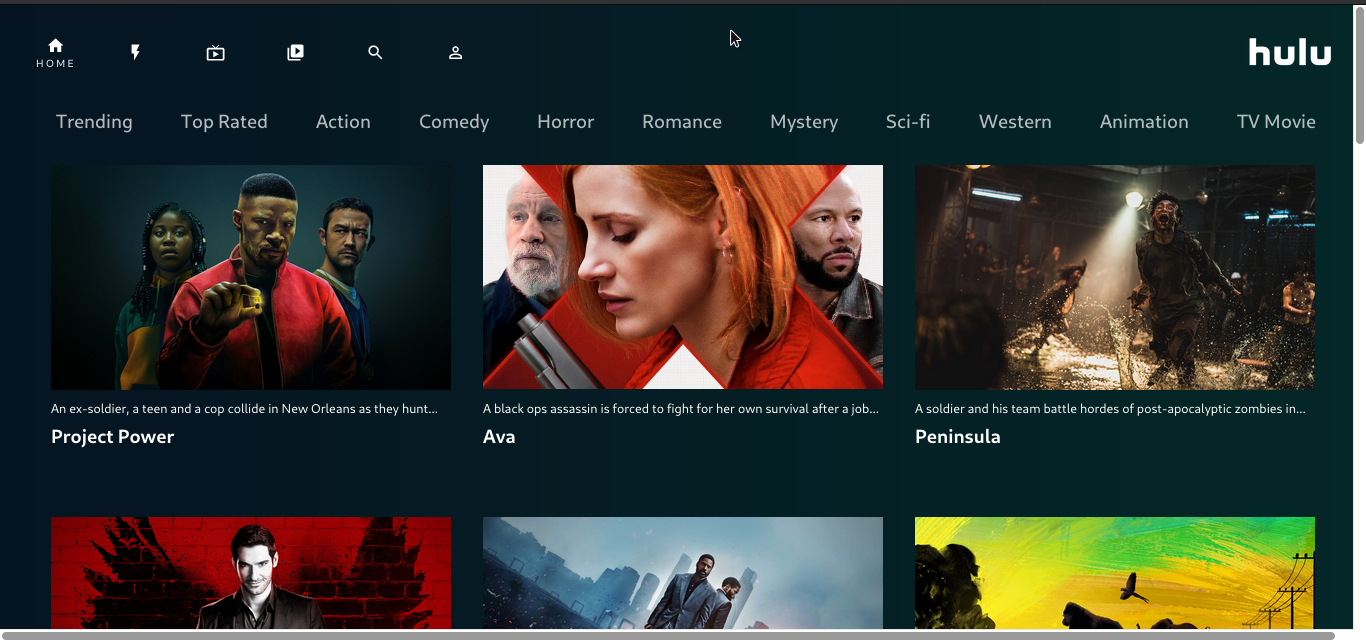 HOME
hulu
Trending Top Rated Action Comedy Horror Romance Mystery Sci-fi Western Animation TV Movie
An ex-soldier, a teen and a cop collide in New Orleans as they hunt...
Project Power
A black ops assassin is forced to fight for her own survival after a job...
Ava
A soldier and his team battle hordes of post-apocalyptic zombies in...
Peninsula